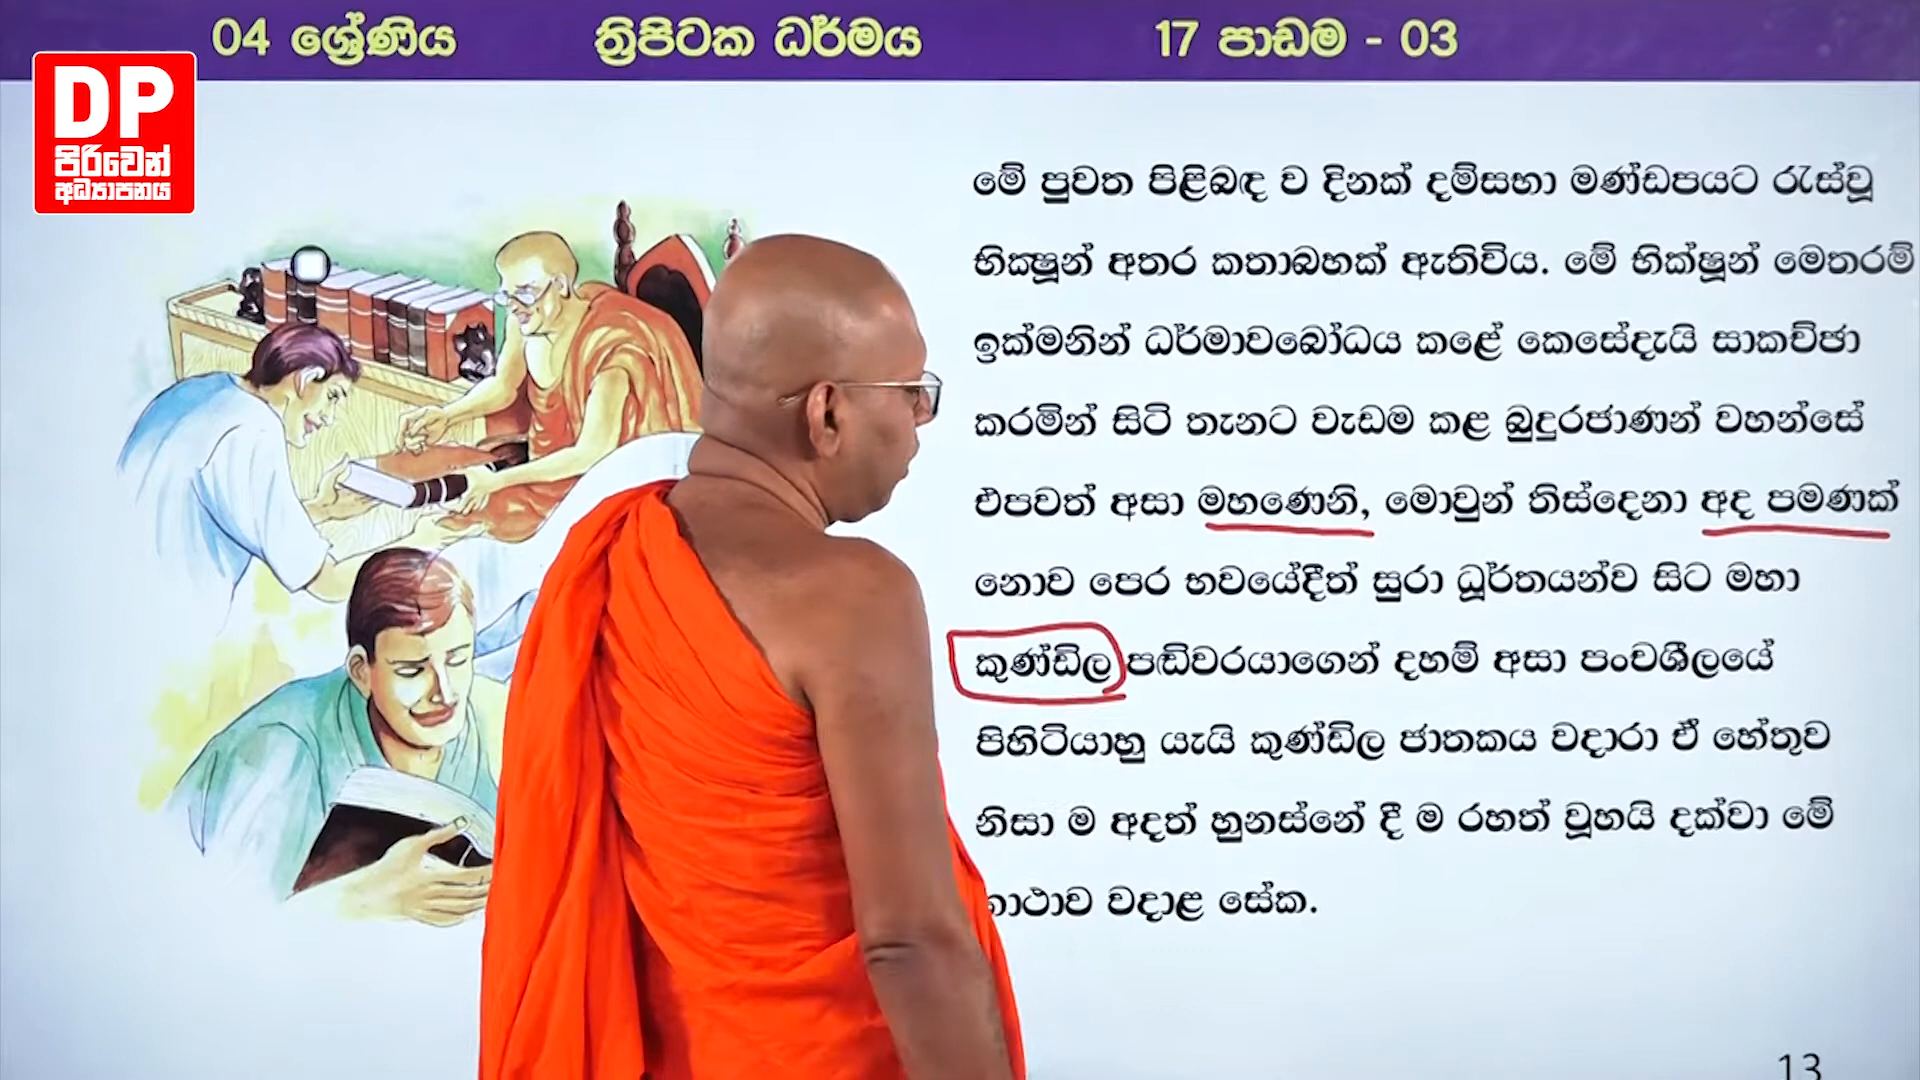 04 ශ්‍රේණිය ත්‍රිපිටක ධර්මය 17 පාඩම - 03
DP
පිරිවෙන්
අධ්‍යාපනය
මේ පුවත පිළිබඳ ව දිනක් දම්සභා මණ්ඩපයට රැස්වූ
භික්‍ෂූන් අතර කතාබහක් ඇතිවිය. මේ භික්ෂූන් මෙතරම්
ඉක්මනින් ධර්මාවබෝධය කළේ කෙසේදැයි සාකච්ඡා
කරමින් සිටි තැනට වැඩම කළ බුදුරජාණන් වහන්සේ
එපවත් අසා මහණෙනි, මොවුන් තිස්දෙනා අද පමණක්
නොව පෙර භවයේදීත් සුරා ධූර්තයන්ව සිට මහා
කුණ්ඩිල පඬිවරයාගෙන් දහම් අසා පංචශීලයේ
පිහිටියාහු යැයි කුණ්ඩිල ජාතකය වදාරා ඒ හේතුව
නිසා ම අදත් හුනස්නේ දී ම රහත් වූහයි දක්වා මේ
වදාළ සේක.
13